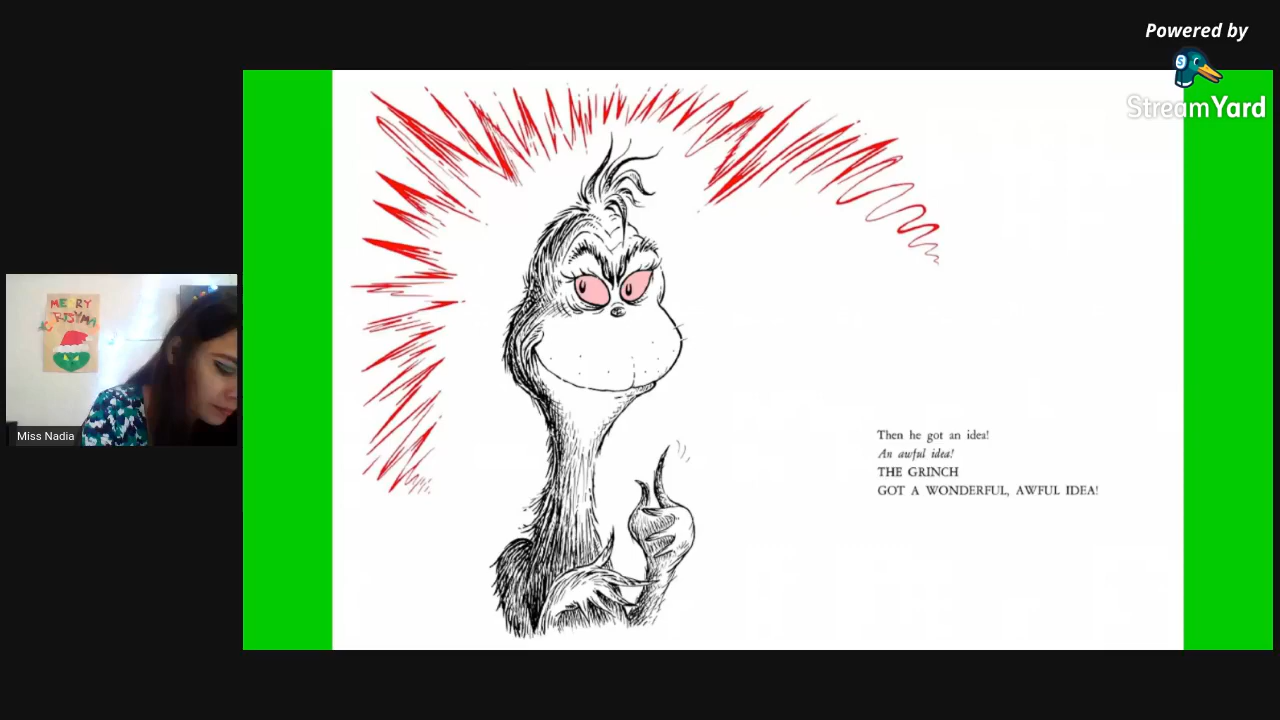 Powered by
StreamYard
MERRY
Miss Nadia
Then he got an idea!
An awful idea!
THE GRINCH
GOT A WONDERFUL, AWFUL IDEA!